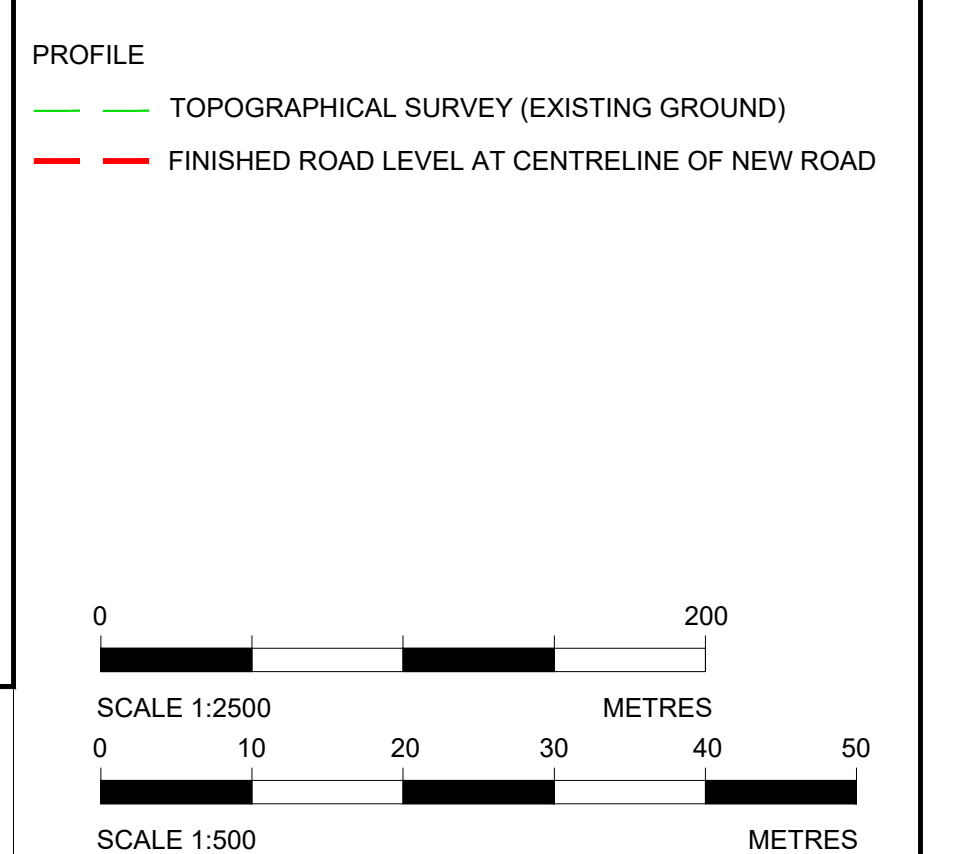 PROFILE
TOPOGRAPHICAL SURVEY (EXISTING GROUND)
FINISHED ROAD LEVEL AT CENTRELINE OF NEW ROAD
0 200
SCALE 1:2500 METRES
0 10 20 30 40 50
SCALE 1:500 METRES